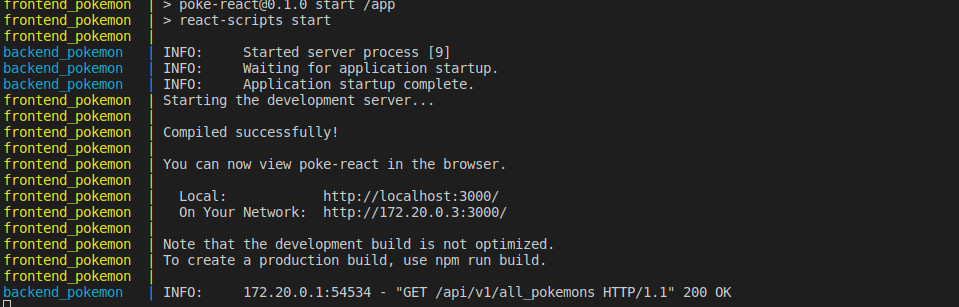 frontend_pokemon | > poke-react@0.1.0 start /app
frontend_pokemon | > react-scripts start
frontend_pokemon |
backend_pokemon | INFO: Started server process [9]
backend_pokemon | INFO: Waiting for application startup.
backend_pokemon | INFO: Application startup complete.
frontend_pokemon | Starting the development server...
frontend_pokemon |
frontend_pokemon | Compiled successfully!
frontend_pokemon |
frontend_pokemon | You can now view poke-react in the browser.
frontend_pokemon |
frontend_pokemon | Local: http://localhost:3000/
frontend_pokemon | On Your Network: http://172.20.0.3:3000/
frontend_pokemon |
frontend_pokemon | Note that the development build is not optimized.
frontend_pokemon | To create a production build, use npm run build.
frontend_pokemon |
backend_pokemon | INFO: 172.20.0.1:54534 - "GET /api/v1/all_pokemons HTTP/1.1" 200 OK